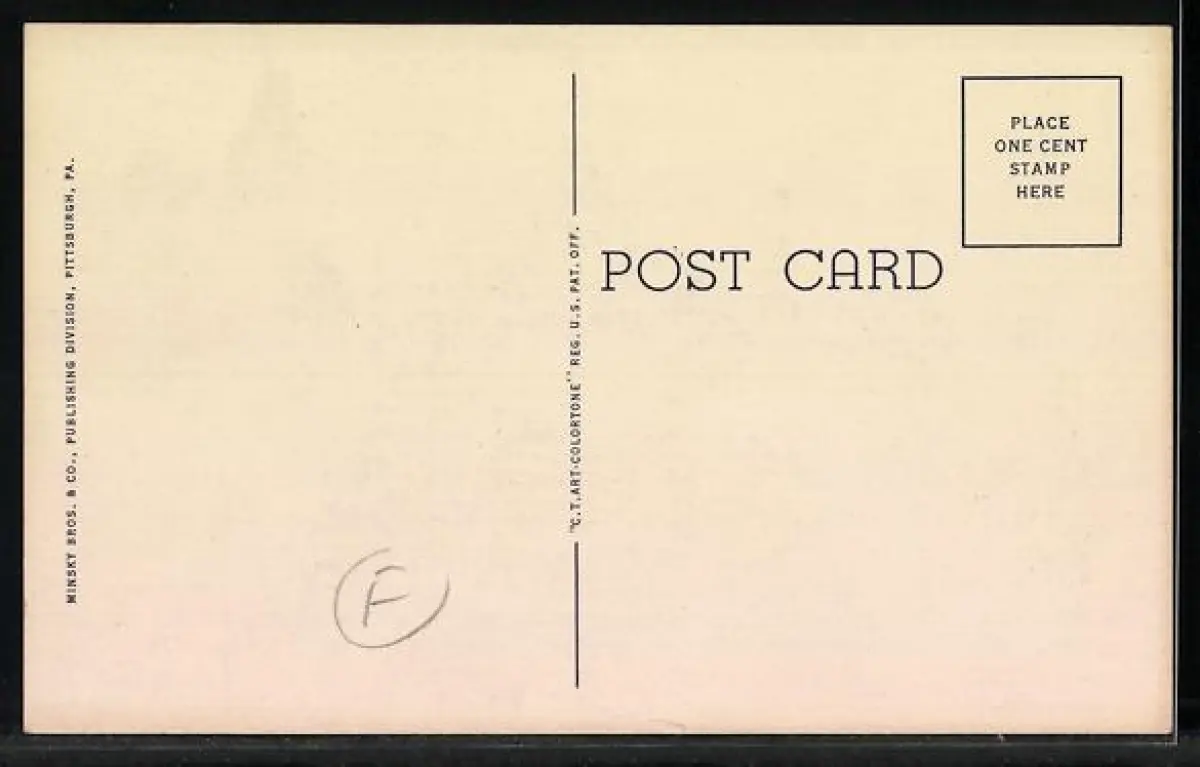 MINSKY BROS. & CO., PUBLISHING DIVISION, PITTSBURGH, PA.
"C.T. ART-COLORTONE" REG. U.S. PAT. OFF.
POST CARD
PLACE
ONE CENT
STAMP
HERE
F